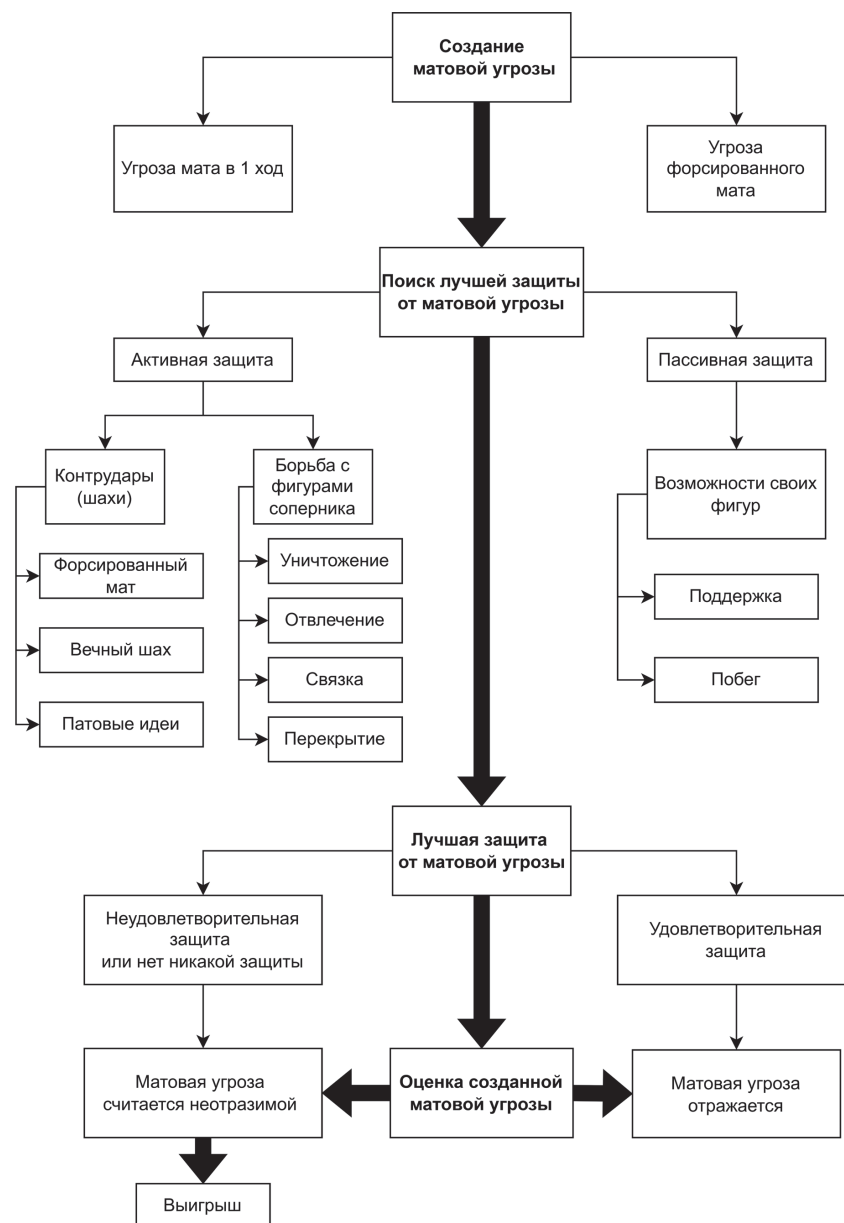 Создание
матовой угрозы
Угроза мата в 1 ход
Угроза
форсированного
мата
Поиск лучшей защиты
от матовой угрозы
Активная защита
Пассивная защита
Контрудары
(шахи)
Борьба с
фигурами
соперника
Возможности своих
фигур
Форсированный
мат
Вечный шах
Патовые идеи
Уничтожение
Отвлечение
Связка
Перекрытие
Поддержка
Побег
Лучшая защита
от матовой угрозы
Неудовлетворительная
защита
или нет никакой защиты
Удовлетворительная
защита
Матовая угроза
считается неотразимой
Оценка созданной
матовой угрозы
Матовая угроза
отражается
Выигрыш